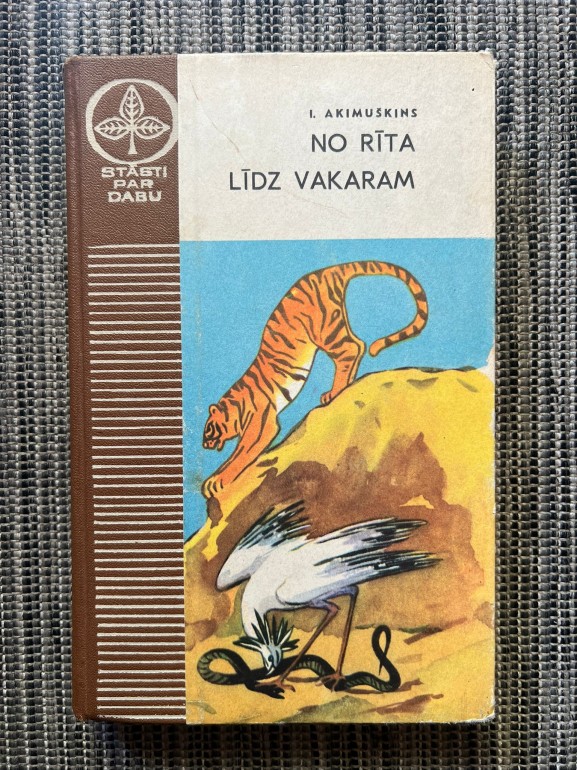 STĀSTI
PAR
DABU
I. AKIMUŠKINS
NO RĪTA
LĪDZ VAKARAM